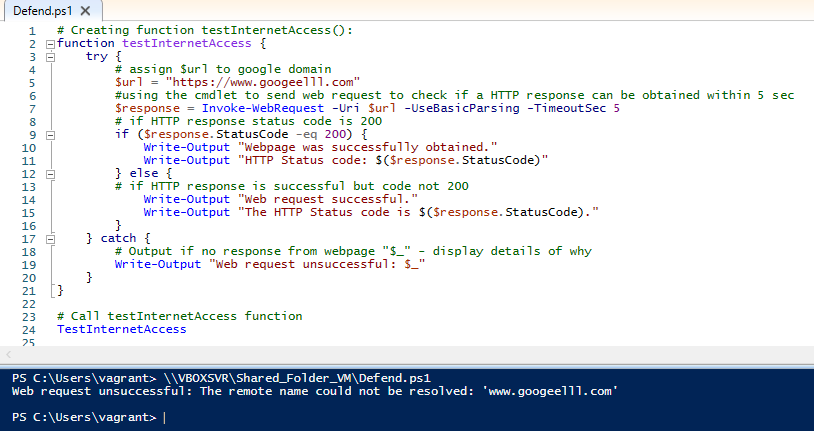 Defend.ps1 X
1 # Creating function testInternetAccess():
2 function testInternetAccess {
3 try {
4 # assign $url to google domain
5 $url = "https://www.googeelll.com"
6 #using the cmdlet to send web request to check if a HTTP response can be obtained within 5 sec
7 $response = Invoke-WebRequest -Uri $url -UseBasicParsing -TimeoutSec 5
8 # if HTTP response status code is 200
9 if ($response.StatusCode -eq 200) {
10 Write-Output "Webpage was successfully obtained."
11 Write-Output "HTTP Status code: $($response.StatusCode)"
12 } else {
13 # if HTTP response is successful but code not 200
14 Write-Output "Web request successful."
15 Write-Output "The HTTP Status code is $($response.StatusCode)."
16 }
17 } catch {
18 # Output if no response from webpage "$_" - display details of why
19 Write-Output "Web request unsuccessful: $_"
20 }
21 }
22
23 # Call testInternetAccess function
24 TestInternetAccess
25
PS C:\Users\vagrant> \\VBOXSVR\Shared_Folder_VM\Defend.ps1
Web request unsuccessful: The remote name could not be resolved: 'www.googeelll.com'
PS C:\Users\vagrant>